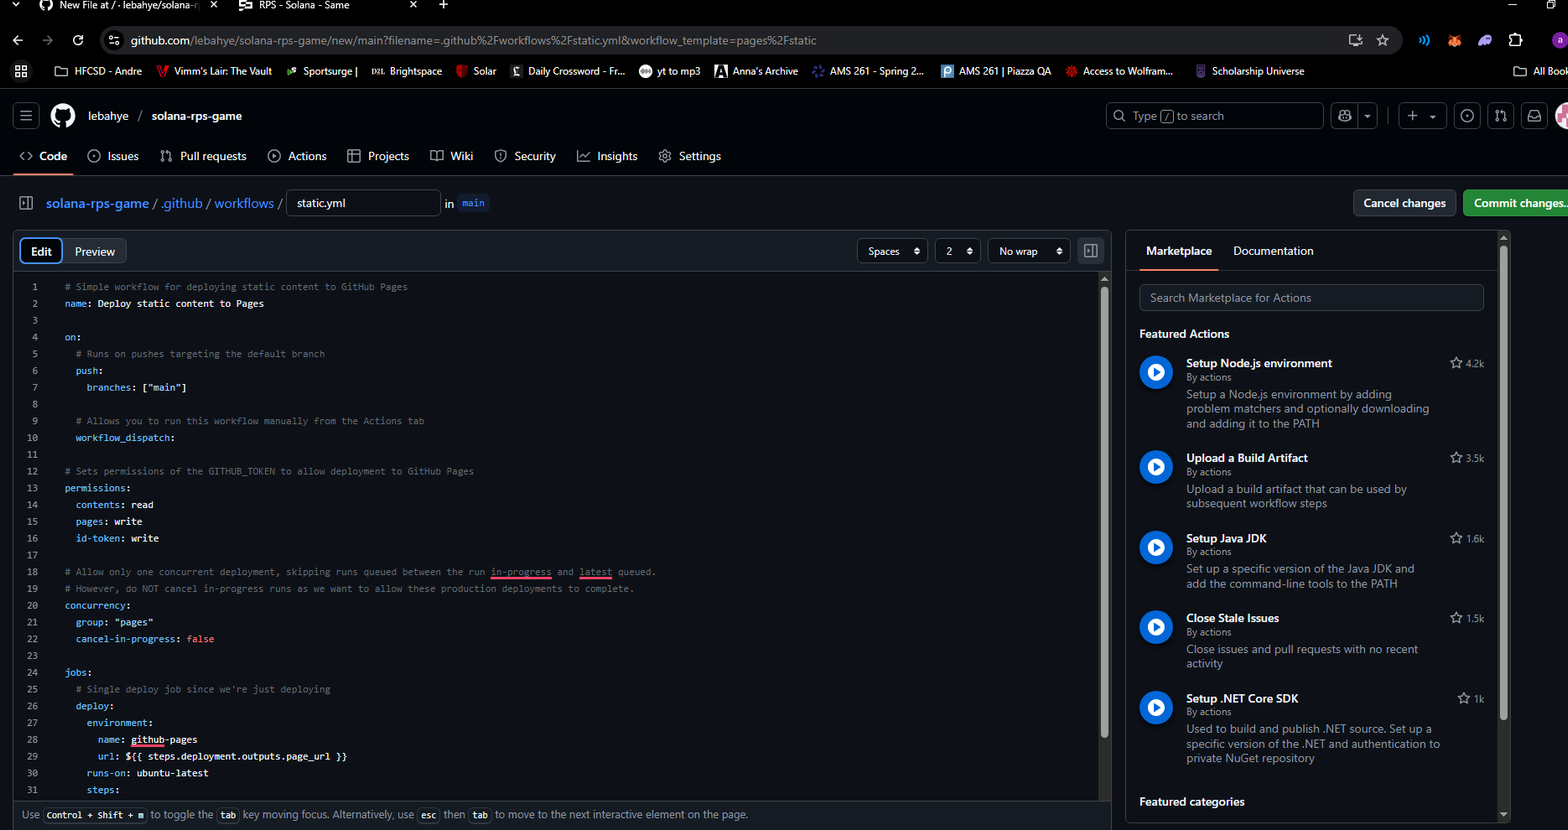 New File at / · lebahye/solana-r
RPS - Solana - Same
github.com/lebahye/solana-rps-game/new/main?filename=.github%2Fworkflows%2Fstatic.yml&workflow_template=pages%2Fstatic
HFCSD - Andre
Vimm's Lair: The Vault
Sportsurge |
D2L Brightspace
Solar
Daily Crossword - Fr...
yt to mp3
Anna's Archive
AMS 261 - Spring 2...
AMS 261 | Piazza QA
Access to Wolfram...
Scholarship Universe
All Book
lebahye / solana-rps-game
Type / to search
Code
Issues
Pull requests
Actions
Projects
Wiki
Security
Insights
Settings
solana-rps-game / .github / workflows / static.yml in main
Cancel changes
Commit changes..
Edit
Preview
Spaces
2
No wrap
1 # Simple workflow for deploying static content to GitHub Pages
2 name: Deploy static content to Pages
3
4 on:
5 # Runs on pushes targeting the default branch
6 push:
7 branches: ["main"]
8
9 # Allows you to run this workflow manually from the Actions tab
10 workflow_dispatch:
11
12 # Sets permissions of the GITHUB_TOKEN to allow deployment to GitHub Pages
13 permissions:
14 contents: read
15 pages: write
16 id-token: write
17
18 # Allow only one concurrent deployment, skipping runs queued between the run in-progress and latest queued.
19 # However, do NOT cancel in-progress runs as we want to allow these production deployments to complete.
20 concurrency:
21 group: "pages"
22 cancel-in-progress: false
23
24 jobs:
25 # Single deploy job since we're just deploying
26 deploy:
27 environment:
28 name: github-pages
29 url: ${{ steps.deployment.outputs.page_url }}
30 runs-on: ubuntu-latest
31 steps:
Use Control + Shift + m to toggle the tab key moving focus. Alternatively, use esc then tab to move to the next interactive element on the page.
Marketplace
Documentation
Search Marketplace for Actions
Featured Actions
Setup Node.js environment
4.2k
By actions
Setup a Node.js environment by adding
problem matchers and optionally downloading
and adding it to the PATH
Upload a Build Artifact
3.5k
By actions
Upload a build artifact that can be used by
subsequent workflow steps
Setup Java JDK
1.6k
By actions
Set up a specific version of the Java JDK and
add the command-line tools to the PATH
Close Stale Issues
1.5k
By actions
Close issues and pull requests with no recent
activity
Setup .NET Core SDK
1k
By actions
Used to build and publish .NET source. Set up a
specific version of the .NET and authentication to
private NuGet repository
Featured categories